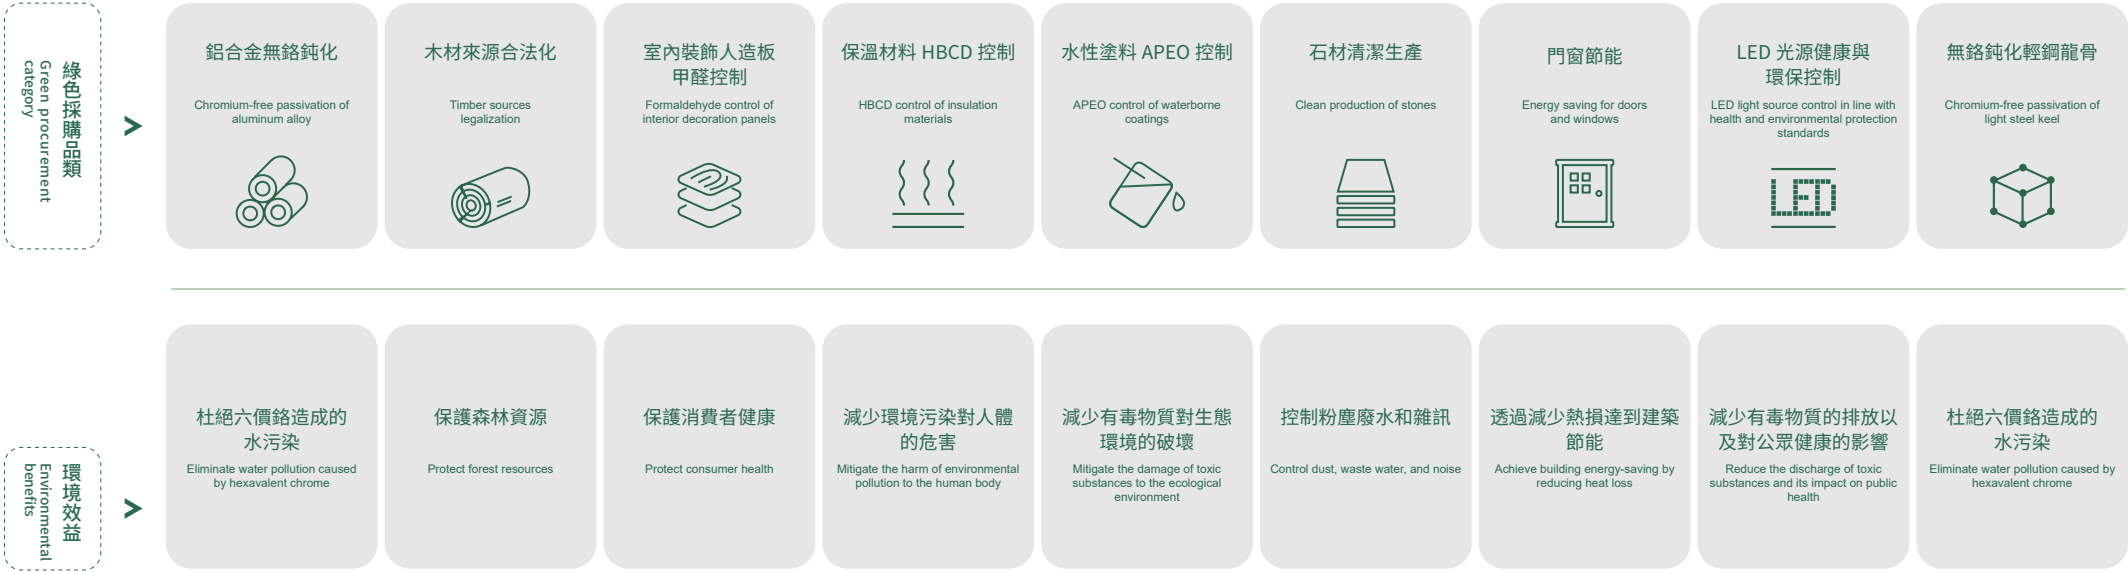 綠色採購品類
Green procurement
category
鋁合金無鉻鈍化
Chromium-free passivation of
aluminum alloy
木材來源合法化
Timber sources
legalization
室內裝飾人造板
甲醛控制
Formaldehyde control of
interior decoration panels
保溫材料 HBCD 控制
HBCD control of insulation
materials
水性塗料 APEO 控制
APEO control of waterborne
coatings
石材清潔生產
Clean production of stones
門窗節能
Energy saving for doors
and windows
LED 光源健康與
環保控制
LED light source control in line with
health and environmental protection
standards
LED
無鉻鈍化輕鋼龍骨
Chromium-free passivation of
light steel keel
環境效益
Environmental
benefits
杜絕六價鉻造成的
水污染
Eliminate water pollution caused
by hexavalent chrome
保護森林資源
Protect forest resources
保護消費者健康
Protect consumer health
減少環境污染對人體
的危害
Mitigate the harm of environmental
pollution to the human body
減少有毒物質對生態
環境的破壞
Mitigate the damage of toxic
substances to the ecological
environment
控制粉塵廢水和雜訊
Control dust, waste water, and noise
透過減少熱損達到建築
節能
Achieve building energy-saving by
reducing heat loss
減少有毒物質的排放以
及對公眾健康的影響
Reduce the discharge of toxic
substances and its impact on public
health
杜絕六價鉻造成的
水污染
Eliminate water pollution caused by
hexavalent chrome